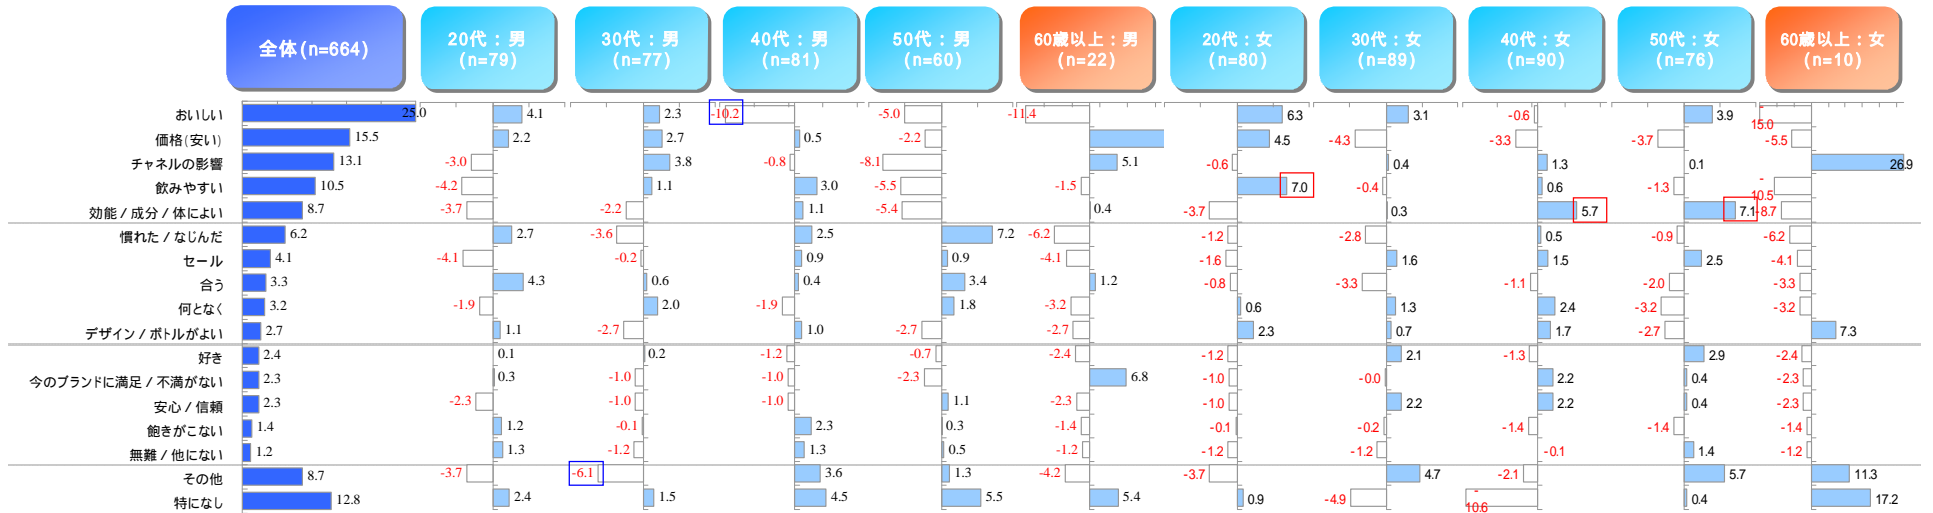 全体(n=664)
20代：男
(n=79)
30代：男
(n=77)
40代：男
(n=81)
50代：男
(n=60)
60歳以上：男
(n=22)
20代：女
(n=80)
30代：女
(n=89)
40代：女
(n=90)
50代：女
(n=76)
60歳以上：女
(n=10)
おいしい 25.0 4.1 2.3 -10.2 -5.0 -11.4 6.3 3.1 -0.6 3.9 -15.0
価格(安い) 15.5 2.2 2.7 0.5 -2.2 4.5 -4.3 -3.3 -3.7 -5.5
チャネルの影響 13.1 -3.0 3.8 -0.8 -8.1 5.1 -0.6 0.4 1.3 0.1 26.9
飲みやすい 10.5 -4.2 1.1 3.0 -5.5 -1.5 7.0 -0.4 0.6 -1.3 -10.5
効能/成分/体によい 8.7 -3.7 -2.2 1.1 -5.4 0.4 -3.7 0.3 5.7 7.1 -8.7
慣れた/なじんだ 6.2 2.7 -3.6 2.5 7.2 -6.2 -1.2 -2.8 0.5 -0.9 -6.2
セール 4.1 -4.1 -0.2 0.9 0.9 -4.1 -1.6 1.6 1.5 2.5 -4.1
合う 3.3 4.3 0.6 0.4 3.4 1.2 -0.8 -3.3 -1.1 -2.0 -3.3
何となく 3.2 -1.9 2.0 -1.9 1.8 -3.2 0.6 1.3 2.4 -3.2 -3.2
デザイン/ボトルがよい 2.7 1.1 -2.7 1.0 -2.7 -2.7 2.3 0.7 1.7 -2.7 7.3
好き 2.4 0.1 0.2 -1.2 -0.7 -2.4 -1.2 2.1 -1.3 2.9 -2.4
今のブランドに満足/不満がない 2.3 0.3 -1.0 -1.0 -2.3 6.8 -1.0 -0.0 2.2 0.4 -2.3
安心/信頼 2.3 -2.3 -1.0 -1.0 1.1 -2.3 -1.0 2.2 2.2 0.4 -2.3
飽きがこない 1.4 1.2 -0.1 2.3 0.3 -1.4 -0.1 -0.2 -1.4 -1.4 -1.4
無難/他にない 1.2 1.3 -1.2 1.3 0.5 -1.2 -1.2 -1.2 -0.1 1.4 -1.2
その他 8.7 -3.7 -6.1 3.6 1.3 -4.2 -3.7 4.7 -2.1 5.7 11.3
特になし 12.8 2.4 1.5 4.5 5.5 5.4 0.9 -4.9 -10.6 0.4 17.2